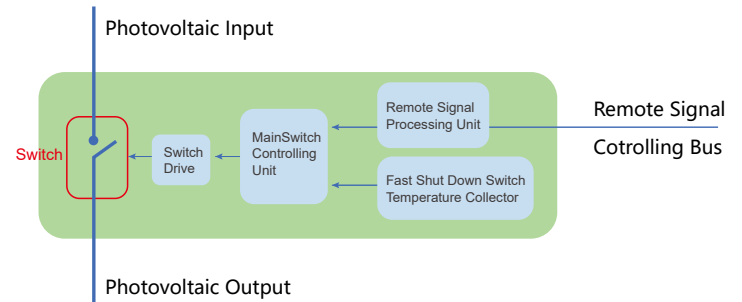 Photovoltaic Input
Remote Signal
Processing Unit
Remote Signal
Cotrolling Bus
MainSwitch
Controlling
Unit
Switch
Drive
Switch
Fast Shut Down Switch
Temperature Collector
Photovoltaic Output